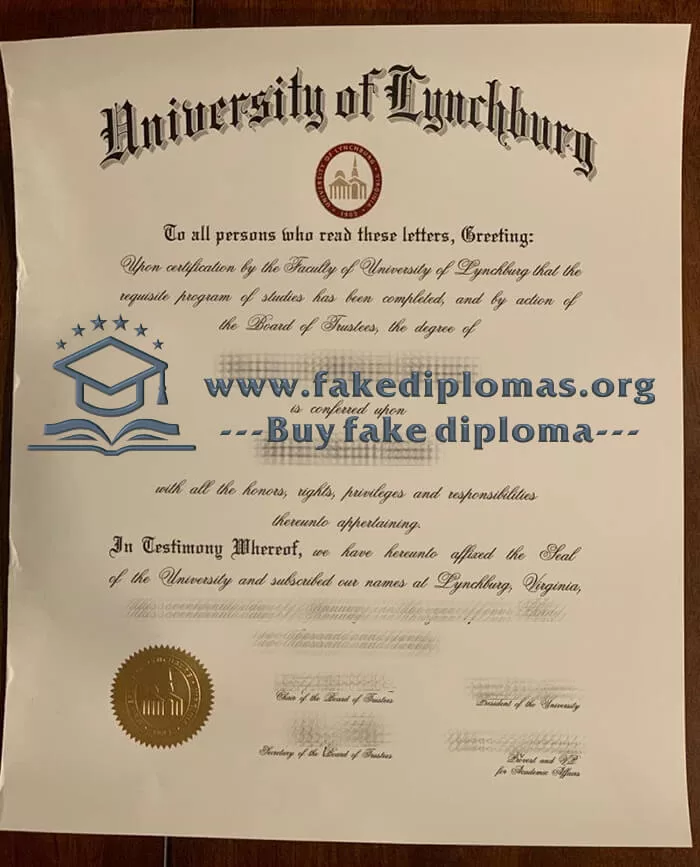 University of Lynchburg
UNIVERSITY OF LYNCHBURG • VIRGINIA
1903
To all persons who read these letters, Greeting:
Upon certification by the Faculty of University of Lynchburg that the
requisite program of studies has been completed, and by action of
the Board of Trustees, the degree of
www.fakediplomas.org
is conferred upon
---Buy fake diploma---
with all the honors, rights, privileges and responsibilities
thereunto appertaining.
In Testimony Whereof, we have hereunto affixed the Seal
of the University and subscribed our names at Lynchburg, Virginia,
Chair of the Board of Trustees
President of the University
Secretary of the Board of Trustees
Provost and V.P.
for Academic Affairs